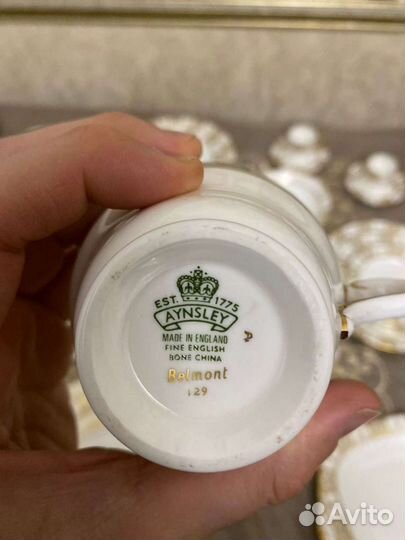 EST. 1775
AYNSLEY
MADE IN ENGLAND
FINE ENGLISH
BONE CHINA
A
Belmont
129
Avito